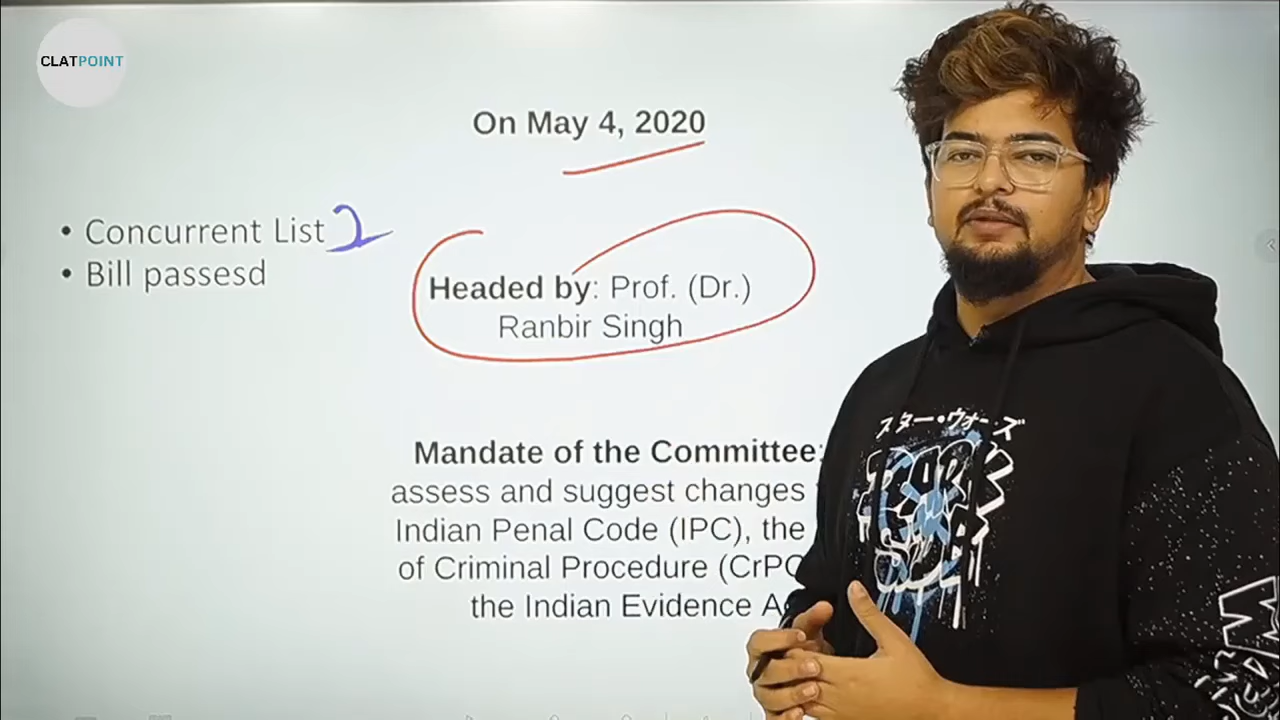 CLATPOINT
On May 4, 2020
• Concurrent List 2
• Bill passesd
Headed by: Prof. (Dr.)
Ranbir Singh
Mandate of the Committee:
assess and suggest changes
Indian Penal Code (IPC), the
of Criminal Procedure (CrPC
the Indian Evidence A
スター・ウォーズ